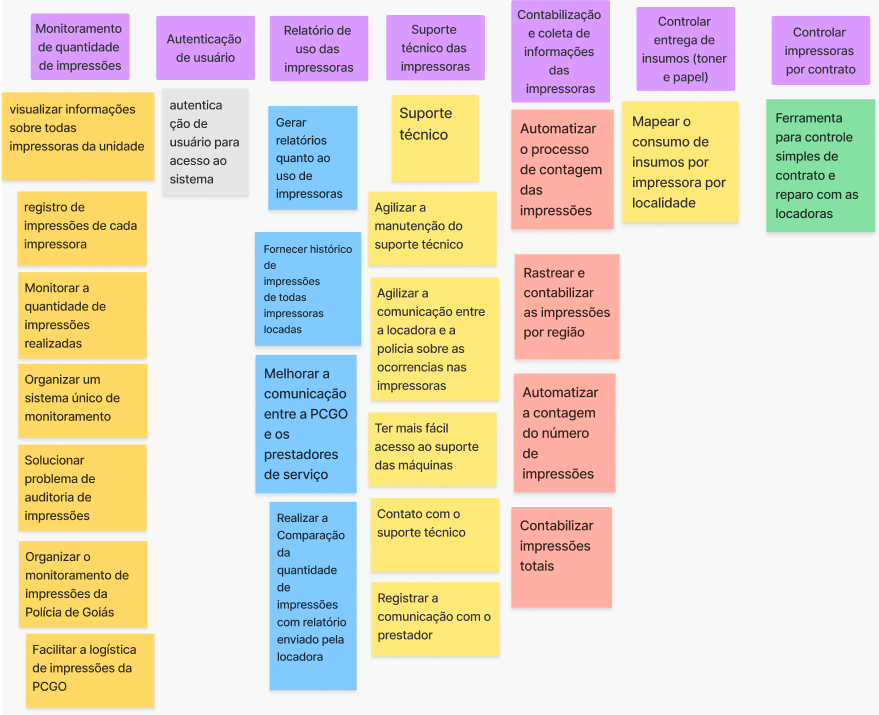 Monitoramento
de quantidade
de impressões
Autenticação
de usuário
Relatório de
uso das
impressoras
Suporte
técnico das
impressoras
Contabilização
e coleta de
informações
das
impressoras
Controlar
entrega de
insumos (toner
e papel)
Controlar
impressoras
por contrato
visualizar informações
sobre todas
impressoras da unidade
registro de
impressões de cada
impressora
Monitorar a
quantidade de
impressões
realizadas
Organizar um
sistema único de
monitoramento
Solucionar
problema de
auditoria de
impressões
Organizar o
monitoramento de
impressões da
Polícia de Goiás
Facilitar a logística
de impressões da
PCGO
autentica
ção de
usuário para
acesso ao
sistema
Gerar
relatórios
quanto ao
uso de
impressoras
Fornecer histórico
de
impressões
de todas
impressoras
locadas
Melhorar a
comunicação
entre a PCGO
e os
prestadores
de serviço
Realizar a
Comparação
da
quantidade
de
impressões
com relatório
enviado pela
locadora
Suporte
técnico
Agilizar a
manutenção do
suporte técnico
Agilizar a
comunicação entre
a locadora e a
policia sobre as
ocorrencias nas
impressoras
Ter mais fácil
acesso ao suporte
das máquinas
Contato com o
suporte técnico
Registrar a
comunicação com o
prestador
Automatizar
o processo
de contagem
das
impressões
Rastrear e
contabilizar
as impressões
por região
Automatizar
a contagem
do número
de
impressões
Contabilizar
impressões
totais
Mapear o
consumo de
insumos por
impressora por
localidade
Ferramenta
para controle
simples de
contrato e
reparo com as
locadoras